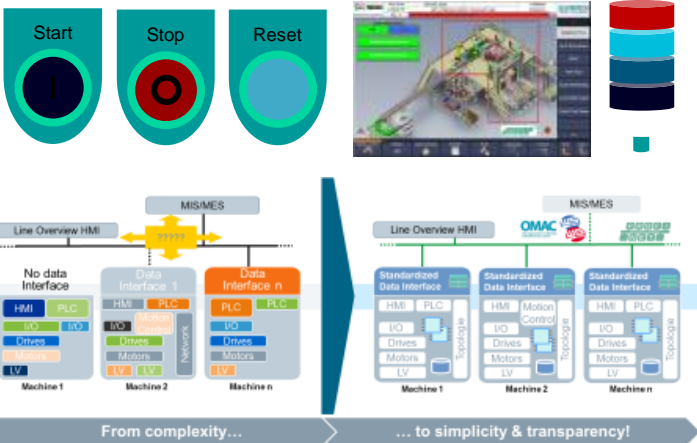 Start
Stop
Reset
MIS/MES
Line Overview HMI
?????
No data
Interface
HMI
PLC
I/O
I/O
Drives
Motors
LV
Machine 1
Data
Interface 1
HMI
PLC
I/O
Motion
Control
Drives
Motors
LV
LV
Network
Machine 2
Data
Interface n
PLC
PLC
I/O
Drives
Motors
LV
Machine n
From complexity…
MIS/MES
Line Overview HMI
OMAC
Standardized
Data Interface
HMI
PLC
I/O
Drives
Motors
LV
Topologie
Machine 1
Standardized
Data Interface
HMI
Motion
Control
I/O
Drives
Motors
LV
Topologie
Machine 2
Standardized
Data Interface
HMI
PLC
I/O
Drives
Motors
LV
Topologie
Machine n
… to simplicity & transparency!